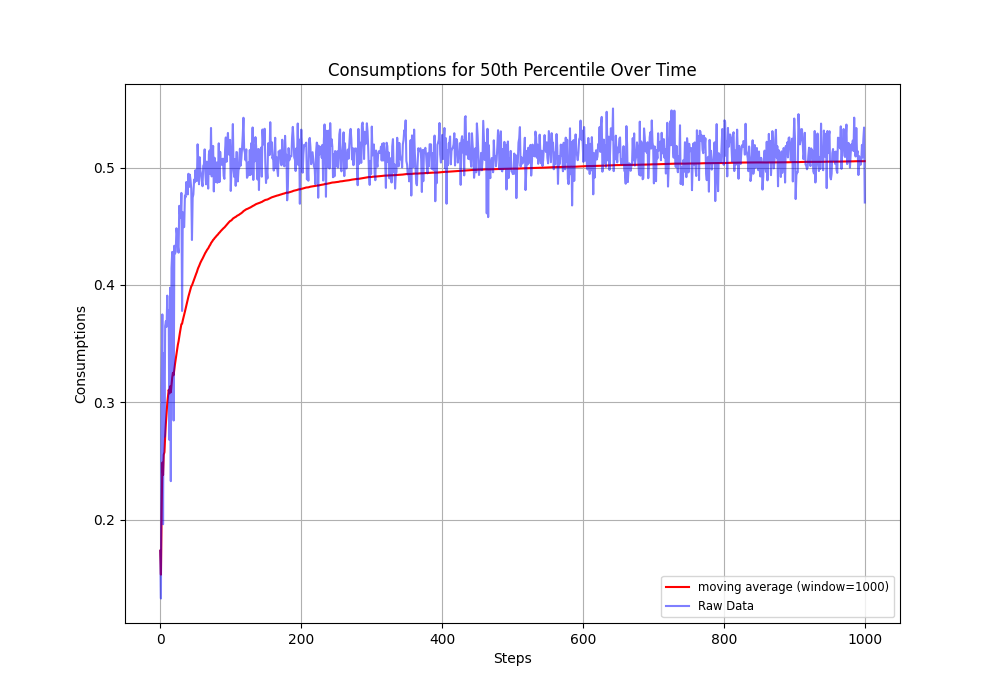 Consumptions for 50th Percentile Over Time
Consumptions
0.5
0.4
0.3
0.2
0
200
400
600
800
1000
Steps
moving average (window=1000)
Raw Data